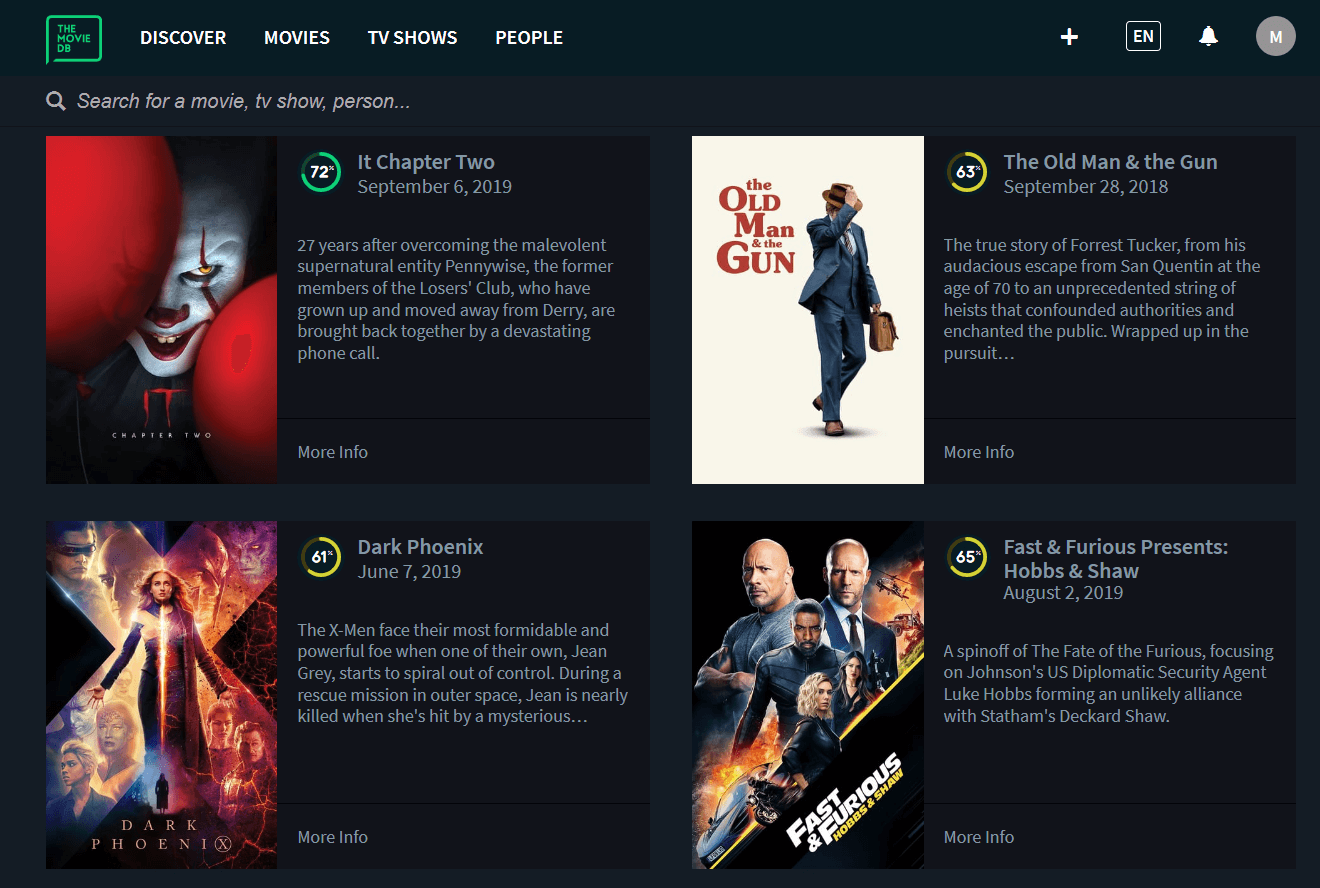 THE
MOVIE
DB
DISCOVER
MOVIES
TV SHOWS
PEOPLE
+
EN
M
Search for a movie, tv show, person...
IT
CHAPTER TWO
72%
It Chapter Two
September 6, 2019
27 years after overcoming the malevolent
supernatural entity Pennywise, the former
members of the Losers' Club, who have
grown up and moved away from Derry, are
brought back together by a devastating
phone call.
More Info
the
OLD
Man
& the
GUN
63%
The Old Man & the Gun
September 28, 2018
The true story of Forrest Tucker, from his
audacious escape from San Quentin at the
age of 70 to an unprecedented string of
heists that confounded authorities and
enchanted the public. Wrapped up in the
pursuit…
More Info
DARK
PHOENIX
61%
Dark Phoenix
June 7, 2019
The X-Men face their most formidable and
powerful foe when one of their own, Jean
Grey, starts to spiral out of control. During a
rescue mission in outer space, Jean is nearly
killed when she's hit by a mysterious…
More Info
FAST
& FURIOUS
HOBBS & SHAW
65%
Fast & Furious Presents:
Hobbs & Shaw
August 2, 2019
A spinoff of The Fate of the Furious, focusing
on Johnson's US Diplomatic Security Agent
Luke Hobbs forming an unlikely alliance
with Statham's Deckard Shaw.
More Info